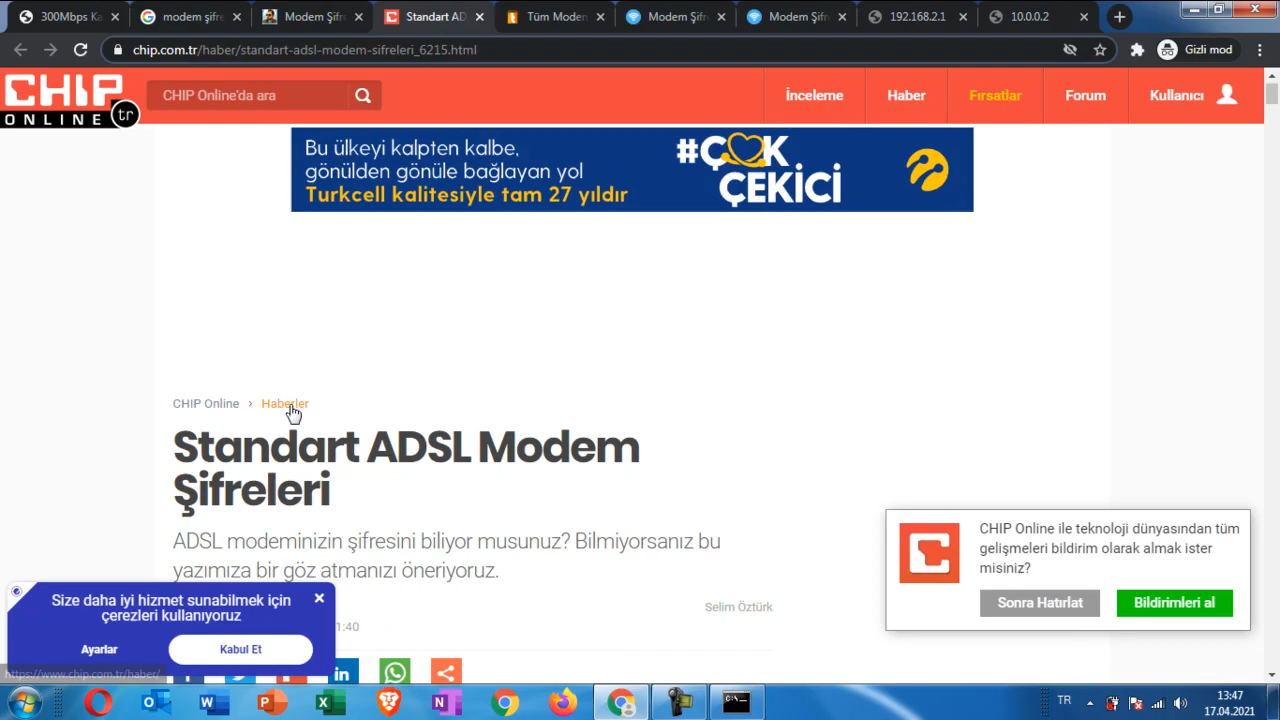 300Mbps Ka
modem şifre
Modem Şifre
Standart AD
Tüm Modem
Modem Şifre
Modem Şifre
192.168.2.1
10.0.0.2
chip.com.tr/haber/standart-adsl-modem-sifreleri_6215.html
Gizli mod
CHIP
ONLINE
tr
CHIP Online'da ara
İnceleme
Haber
Fırsatlar
Forum
Kullanıcı
Bu ülkeyi kalpten kalbe,
gönülden gönüle bağlayan yol
Turkcell kalitesiyle tam 27 yıldır
#ÇOK
ÇEKİCİ
CHIP Online › Haberler
Standart ADSL Modem
Şifreleri
ADSL modeminizin şifresini biliyor musunuz? Bilmiyorsanız bu
yazımıza bir göz atmanızı öneriyoruz.
Selim Öztürk
1:40
CHIP Online ile teknoloji dünyasından tüm
gelişmeleri bildirim olarak almak ister
misiniz?
Sonra Hatırlat
Bildirimleri al
Size daha iyi hizmet sunabilmek için
çerezleri kullanıyoruz
Ayarlar
Kabul Et
https://www.chip.com.tr/haber/
TR
13:47
17.04.2021